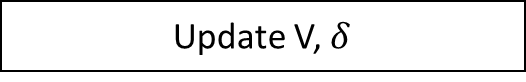 Update V, δ